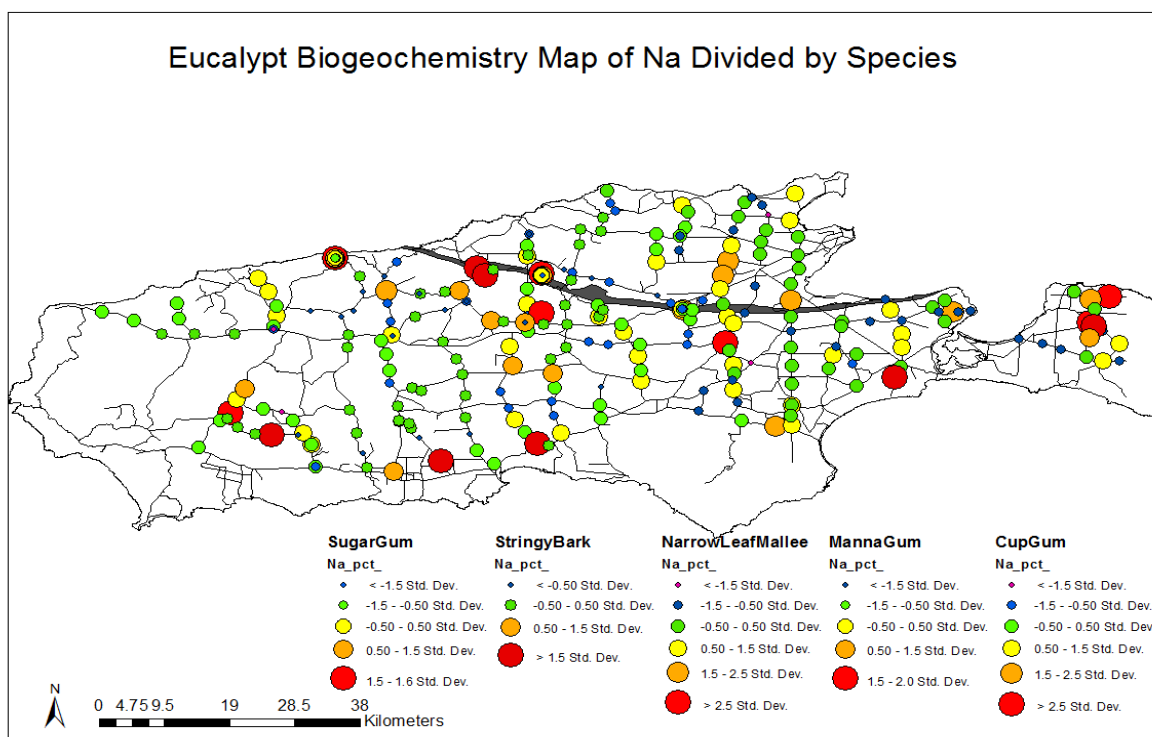 Eucalypt Biogeochemistry Map of Na Divided by Species
SugarGum
Na_pct_
< -1.5 Std. Dev.
-1.5 - -0.50 Std. Dev.
-0.50 - 0.50 Std. Dev.
0.50 - 1.5 Std. Dev.
1.5 - 1.6 Std. Dev.
StringyBark
Na_pct_
< -0.50 Std. Dev.
-0.50 - 0.50 Std. Dev.
0.50 - 1.5 Std. Dev.
> 1.5 Std. Dev.
NarrowLeafMallee
Na_pct_
< -1.5 Std. Dev.
-1.5 - -0.50 Std. Dev.
-0.50 - 0.50 Std. Dev.
0.50 - 1.5 Std. Dev.
1.5 - 2.5 Std. Dev.
> 2.5 Std. Dev.
MannaGum
Na_pct_
< -1.5 Std. Dev.
-1.5 - -0.50 Std. Dev.
-0.50 - 0.50 Std. Dev.
0.50 - 1.5 Std. Dev.
1.5 - 2.0 Std. Dev.
CupGum
Na_pct_
< -1.5 Std. Dev.
-1.5 - -0.50 Std. Dev.
-0.50 - 0.50 Std. Dev.
0.50 - 1.5 Std. Dev.
1.5 - 2.5 Std. Dev.
> 2.5 Std. Dev.
N
0 4.75 9.5 19 28.5 38
Kilometers